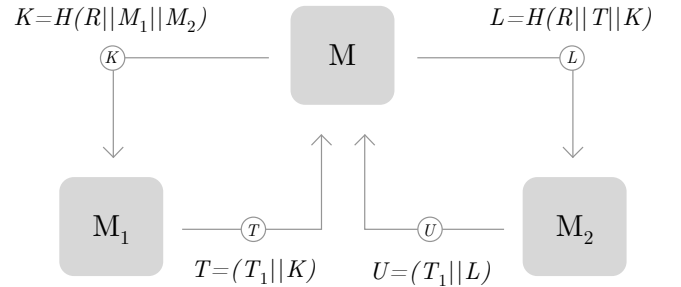 K=H(R||M₁||M₂)
M
L=H(R||T||K)
K
L
M₁
T
U
M₂
T=(T₁||K)
U=(T₁||L)